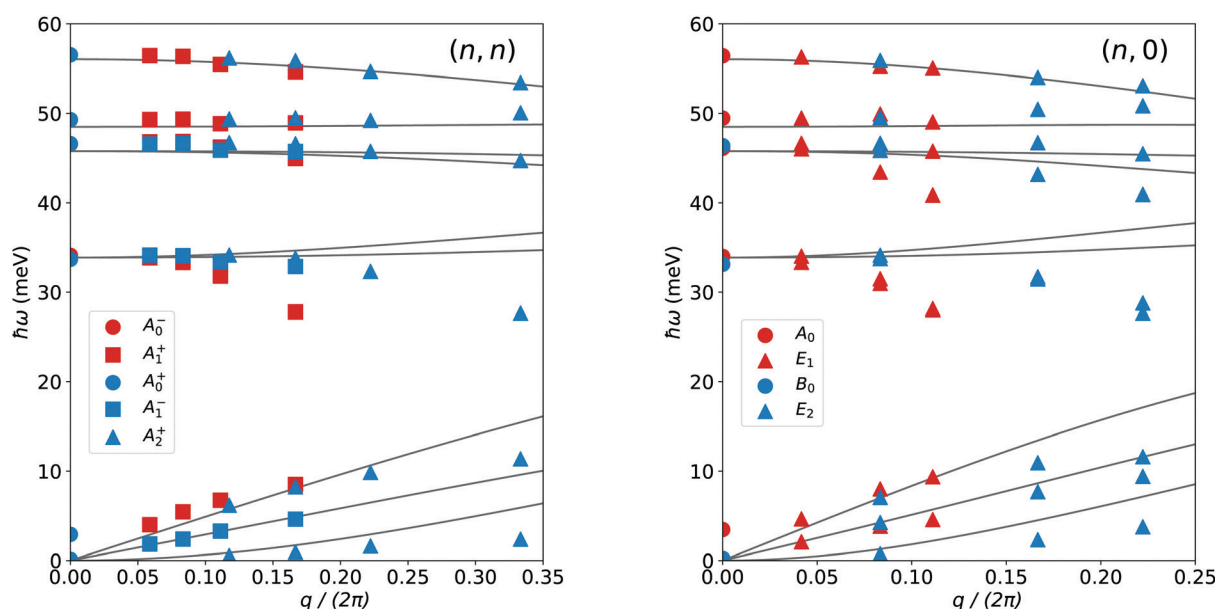 60
50
40
30
20
10
0
ħω (meV)
(n, n)
A₀⁻
A₁⁺
A₀⁺
A₁⁻
A₂⁺
0.00 0.05 0.10 0.15 0.20 0.25 0.30 0.35
q / (2π)
60
50
40
30
20
10
0
ħω (meV)
(n, 0)
A₀
E₁
B₀
E₂
0.00 0.05 0.10 0.15 0.20 0.25
q / (2π)